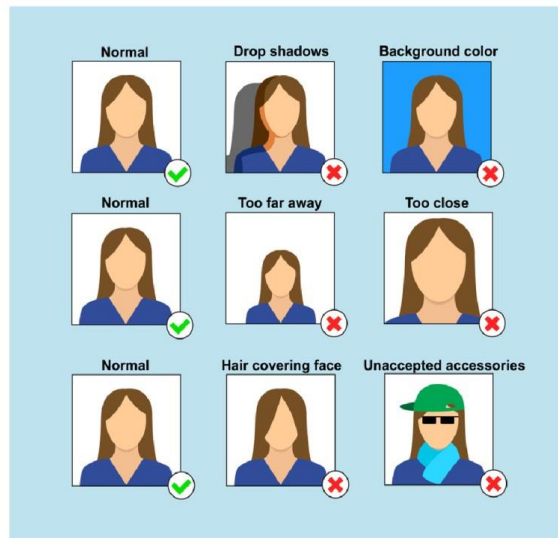 Normal
Drop shadows
Background color
Normal
Too far away
Too close
Normal
Hair covering face
Unaccepted accessories